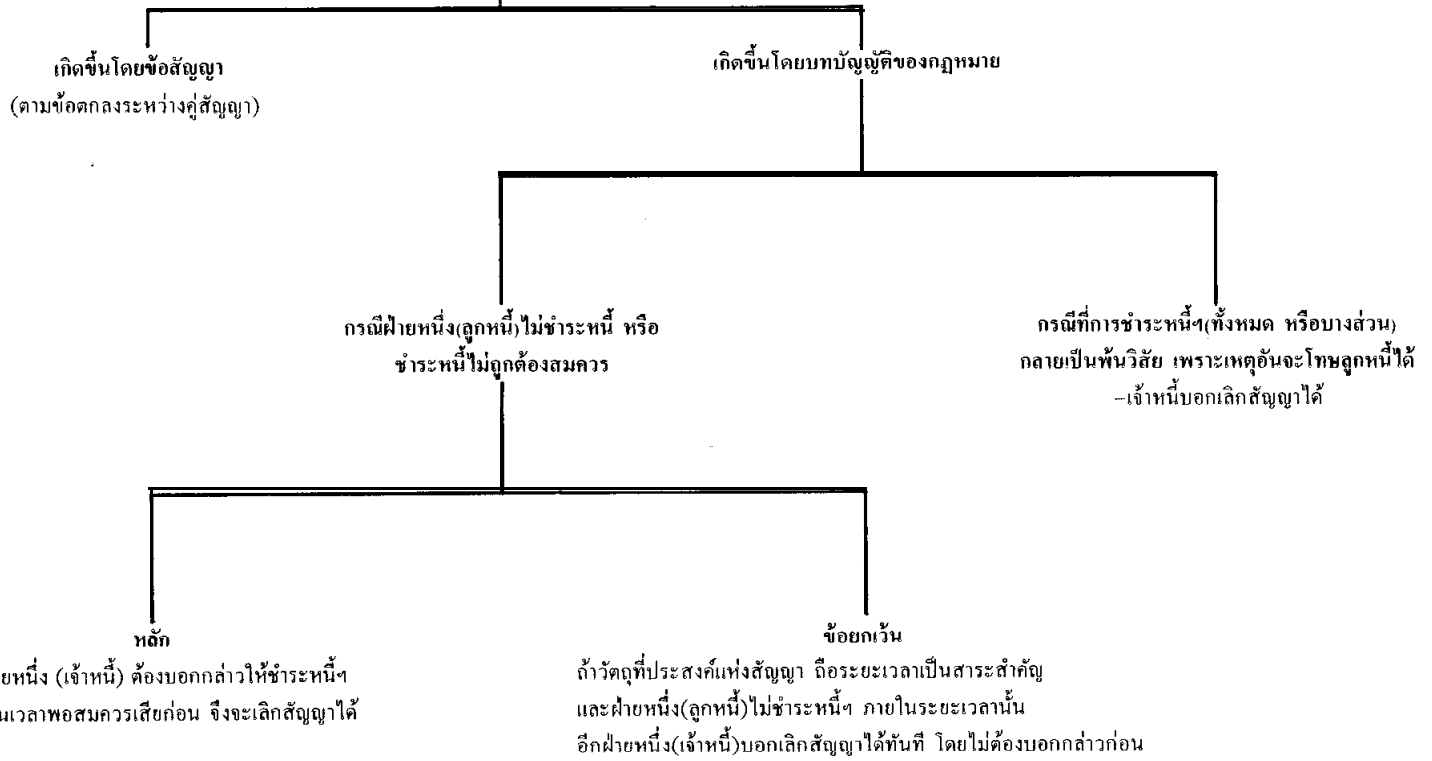 เกิดขึ้นโดยข้อสัญญา
(ตามข้อตกลงระหว่างคู่สัญญา)
เกิดขึ้นโดยบทบัญญัติของกฎหมาย
กรณีฝ่ายหนึ่ง(ลูกหนี้)ไม่ชำระหนี้ หรือ
ชำระหนี้ไม่ถูกต้องสมควร
กรณีที่การชำระหนี้ฯ(ทั้งหมด หรือบางส่วน)
กลายเป็นพ้นวิสัย เพราะเหตุอันจะโทษลูกหนี้ได้
-เจ้าหนี้บอกเลิกสัญญาได้
หลัก
ยหนึ่ง (เจ้าหนี้) ต้องบอกกล่าวให้ชำระหนี้ฯ
นเวลาพอสมควรเสียก่อน จึงจะเลิกสัญญาได้
ข้อยกเว้น
ถ้าวัตถุที่ประสงค์แห่งสัญญา ถือระยะเวลาเป็นสาระสำคัญ
และฝ่ายหนึ่ง(ลูกหนี้)ไม่ชำระหนี้ฯ ภายในระยะเวลานั้น
อีกฝ่ายหนึ่ง(เจ้าหนี้)บอกเลิกสัญญาได้ทันที โดยไม่ต้องบอกกล่าวก่อน